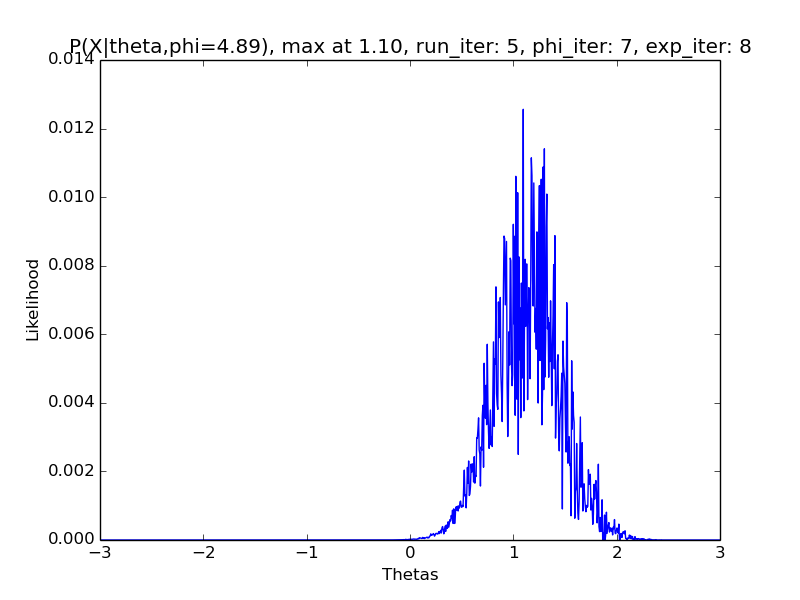 P(X|theta,phi=4.89), max at 1.10, run_iter: 5, phi_iter: 7, exp_iter: 8
0.014
0.012
0.010
0.008
0.006
0.004
0.002
0.000
Likelihood
−3 −2 −1 0 1 2 3
Thetas